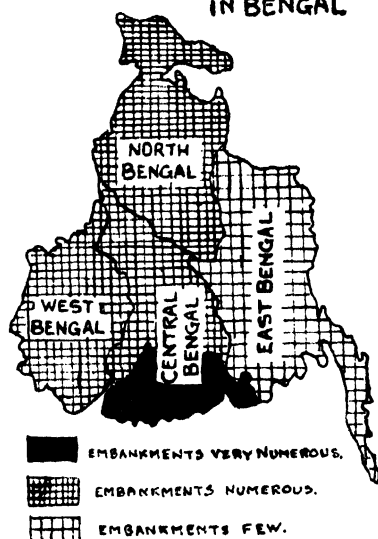 IN BENGAL
NORTH
BENGAL
WEST
BENGAL
CENTRAL
BENGAL
EAST BENGAL
EMBANKMENTS VERY NUMEROUS.
EMBANKMENTS NUMEROUS.
EMBANKMENTS FEW.